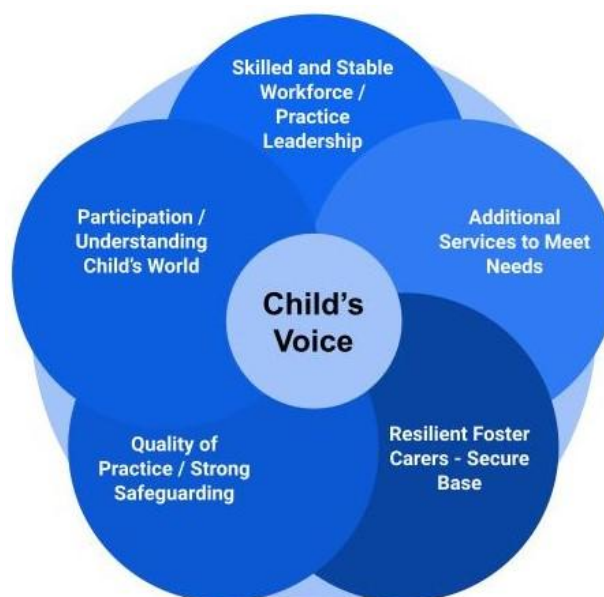 Skilled and Stable
Workforce /
Practice
Leadership
Participation /
Understanding
Child's World
Additional
Services to Meet
Needs
Child's
Voice
Quality of
Practice / Strong
Safeguarding
Resilient Foster
Carers - Secure
Base